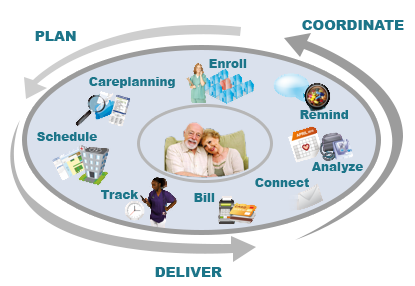 PLAN
COORDINATE
Enroll
Careplanning
Remind
Schedule
Analyze
Connect
Track
Bill
DELIVER